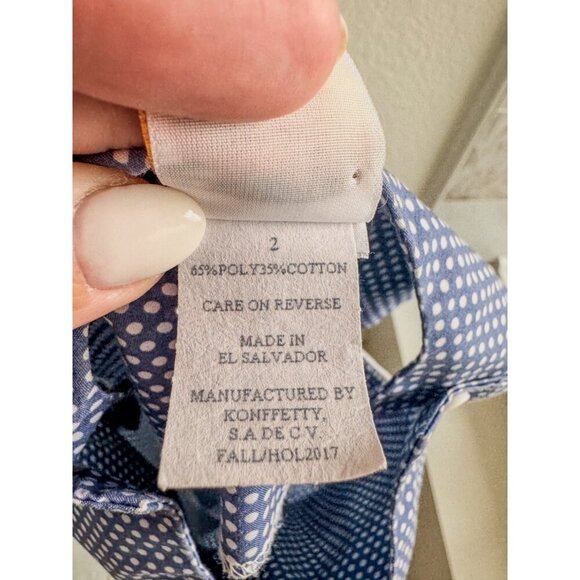 2
65%POLY35%COTTON
CARE ON REVERSE
MADE IN
EL SALVADOR
MANUFACTURED BY
KONFFETTY,
S.A DE C V.
FALL/HOL2017